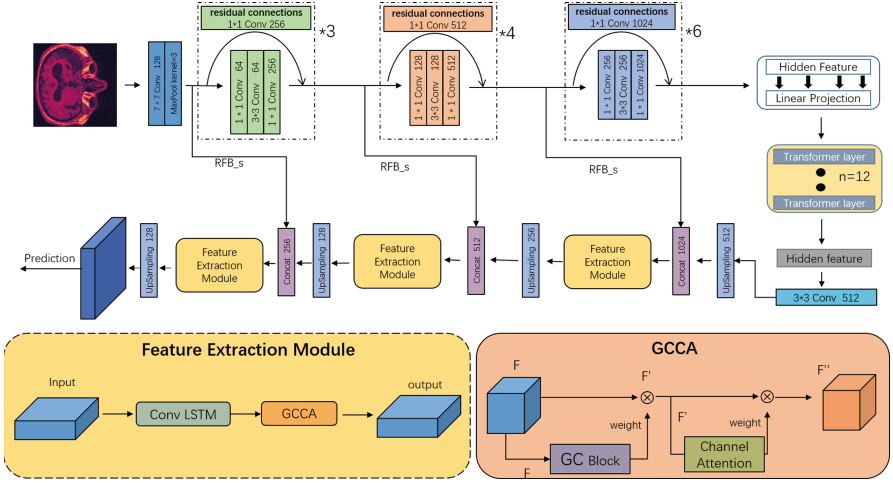 residual connections
1*1 Conv 256
*3
residual connections
1*1 Conv 512
*4
residual connections
1*1 Conv 1024
*6
7*7 Conv 128
MaxPool kernel=3
1*1 Conv 64
3*3 Conv 64
1*1 Conv 256
1*1 Conv 128
3*3 Conv 128
1*1 Conv 512
1*1 Conv 256
3*3 Conv 256
1*1 Conv 1024
Hidden Feature
Linear Projection
RFB_s
RFB_s
RFB_s
Transformer layer
n=12
Transformer layer
Hidden feature
3*3 Conv 512
Prediction
UpSampling 128
Feature
Extraction
Module
Concat 256
UpSampling 128
Feature
Extraction
Module
Concat 512
UpSampling 256
Feature
Extraction
Module
Concat 1024
UpSampling 512
Feature Extraction Module
Input
Conv LSTM
GCCA
output
GCCA
F
F'
F''
weight
F'
weight
GC Block
F
Channel
Attention